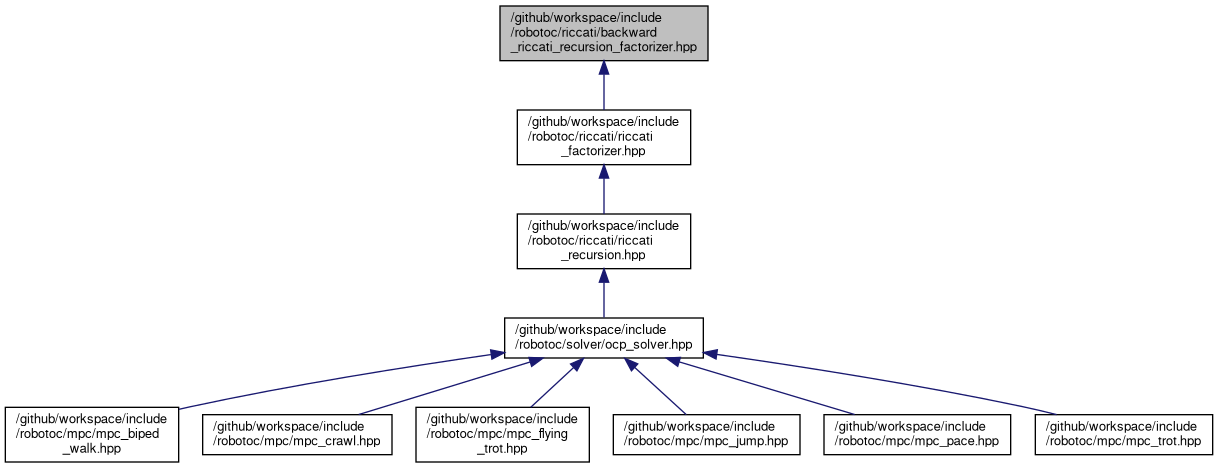 /github/workspace/include
/robotoc/riccati/backward
_riccati_recursion_factorizer.hpp
/github/workspace/include
/robotoc/riccati/riccati
_factorizer.hpp
/github/workspace/include
/robotoc/riccati/riccati
_recursion.hpp
/github/workspace/include
/robotoc/solver/ocp_solver.hpp
/github/workspace/include
/robotoc/mpc/mpc_biped
_walk.hpp
/github/workspace/include
/robotoc/mpc/mpc_crawl.hpp
/github/workspace/include
/robotoc/mpc/mpc_flying
_trot.hpp
/github/workspace/include
/robotoc/mpc/mpc_jump.hpp
/github/workspace/include
/robotoc/mpc/mpc_pace.hpp
/github/workspace/include
/robotoc/mpc/mpc_trot.hpp